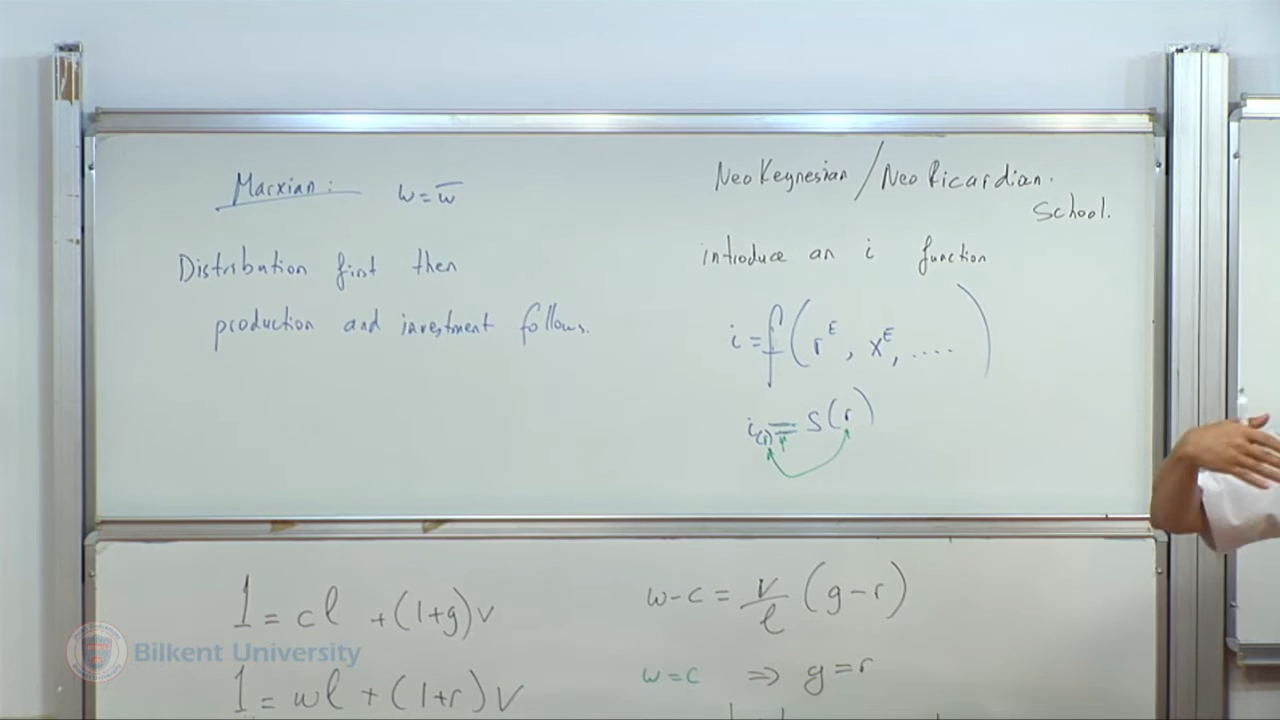 Marxian: w = w̅
Distribution first then
production and investment follows.
NeoKeynesian / NeoRicardian.
School.
introduce an i function
i = f(r^E, x^E, ....)
i(r) = s(r)
r
1 = cl + (1+g)v
1 = wl + (1+r)v
w-c = v/l (g-r)
w=c ⇒ g=r
Bilkent University